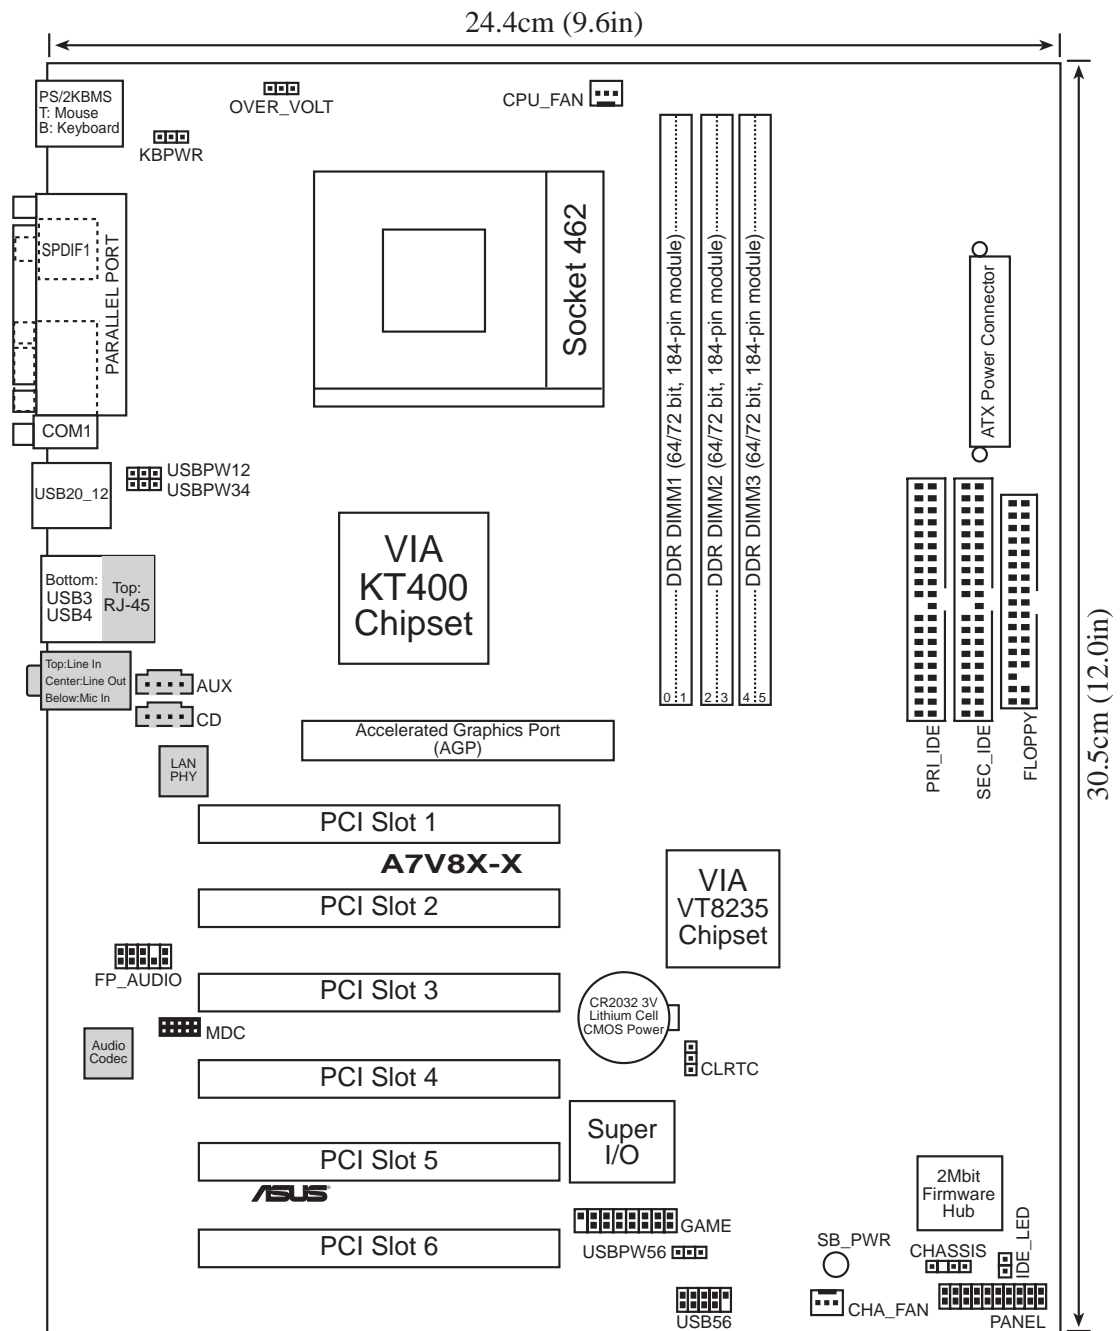 24.4cm (9.6in)
PS/2KBMS
T: Mouse
B: Keyboard
OVER_VOLT
CPU_FAN
KBPWR
SPDIF1
PARALLEL PORT
Socket 462
DDR DIMM1 (64/72 bit, 184-pin module)
DDR DIMM2 (64/72 bit, 184-pin module)
DDR DIMM3 (64/72 bit, 184-pin module)
ATX Power Connector
COM1
USBPW12
USBPW34
USB20_12
VIA
KT400
Chipset
Bottom:
USB3
USB4
Top:
RJ-45
30.5cm (12.0in)
Top:Line In
Center:Line Out
Below:Mic In
AUX
CD
0 1
2 3
4 5
PRI_IDE
SEC_IDE
FLOPPY
Accelerated Graphics Port
(AGP)
LAN
PHY
PCI Slot 1
A7V8X-X
PCI Slot 2
VIA
VT8235
Chipset
FP_AUDIO
PCI Slot 3
CR2032 3V
Lithium Cell
CMOS Power
MDC
Audio
Codec
CLRTC
PCI Slot 4
Super
I/O
PCI Slot 5
ASUS
2Mbit
Firmware
Hub
GAME
PCI Slot 6
USBPW56
SB_PWR
CHASSIS
IDE_LED
USB56
CHA_FAN
PANEL